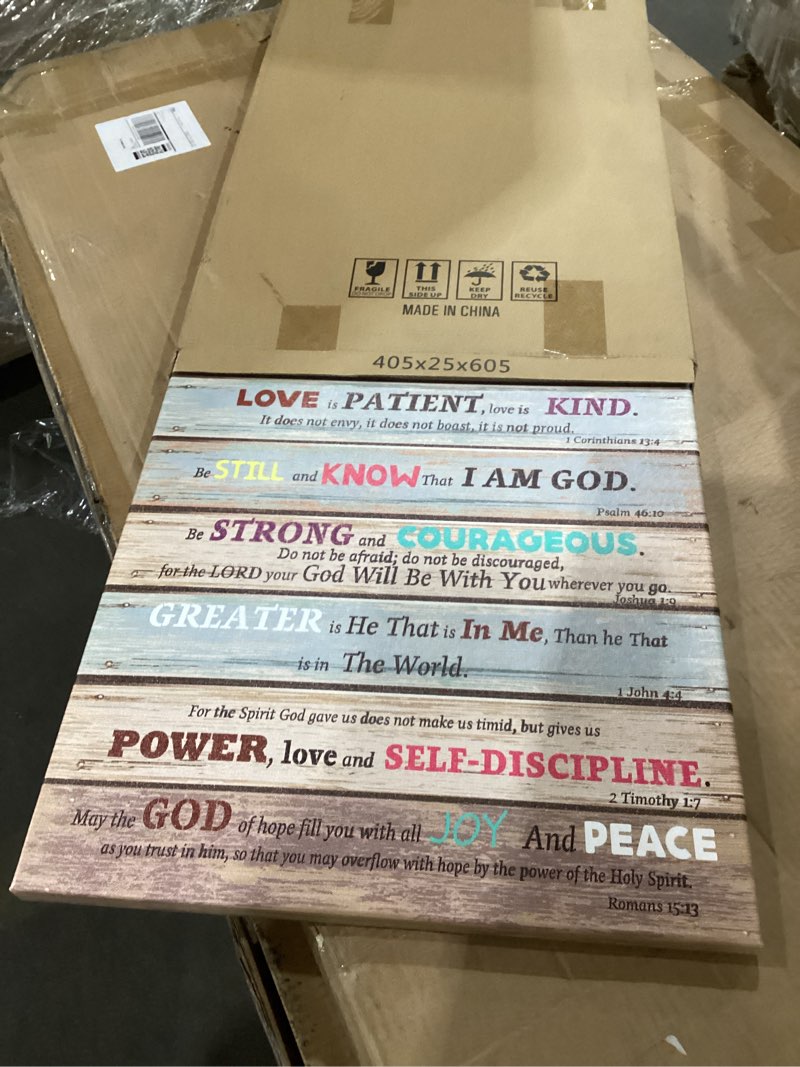 FRAGILE
DO NOT DROP
THIS
SIDE UP
KEEP
DRY
REUSE
RECYCLE
MADE IN CHINA
405x25x605
LOVE is PATIENT, love is KIND.
It does not envy, it does not boast, it is not proud.
1 Corinthians 13:4
Be STILL and KNOW That I AM GOD.
Psalm 46:10
Be STRONG and COURAGEOUS.
Do not be afraid; do not be discouraged,
for the LORD your God Will Be With You wherever you go.
Joshua 1:9
GREATER is He That is In Me, Than he That
is in The World.
1 John 4:4
For the Spirit God gave us does not make us timid, but gives us
POWER, love and SELF-DISCIPLINE.
2 Timothy 1:7
May the GOD of hope fill you with all JOY And PEACE
as you trust in him, so that you may overflow with hope by the power of the Holy Spirit.
Romans 15:13